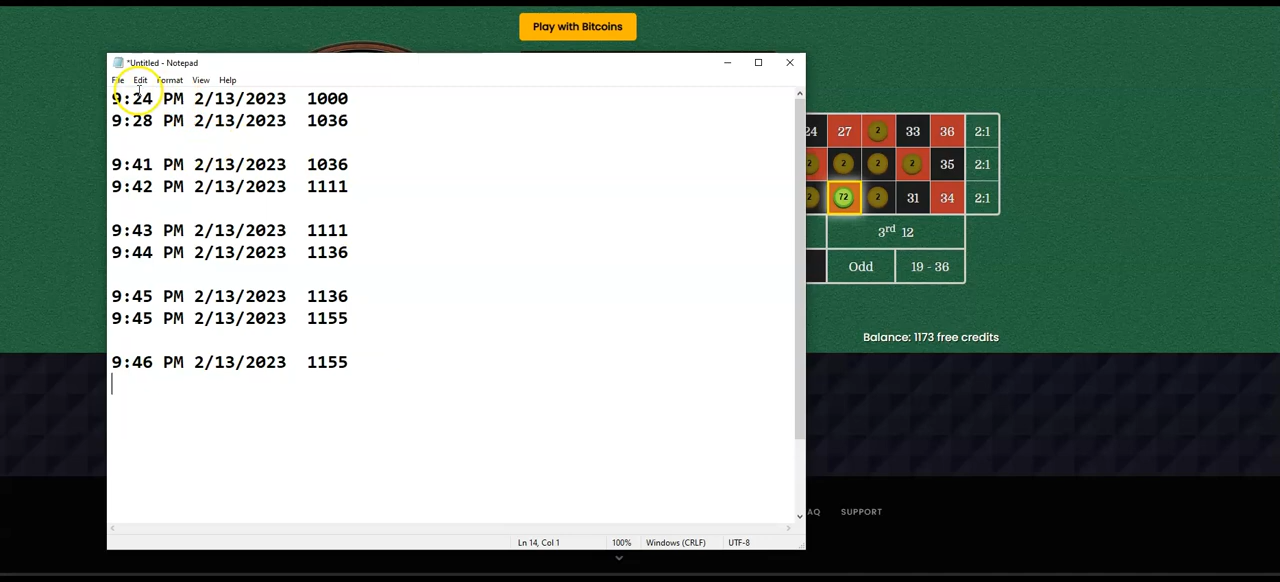 Play with Bitcoins
*Untitled - Notepad
File Edit Format View Help
9:24 PM 2/13/2023 1000
9:28 PM 2/13/2023 1036
9:41 PM 2/13/2023 1036
9:42 PM 2/13/2023 1111
9:43 PM 2/13/2023 1111
9:44 PM 2/13/2023 1136
9:45 PM 2/13/2023 1136
9:45 PM 2/13/2023 1155
9:46 PM 2/13/2023 1155
Ln 14, Col 1 100% Windows (CRLF) UTF-8
24 27 2 33 36 2:1
2 2 2 2 35 2:1
2 72 2 31 34 2:1
3rd 12
Odd 19 - 36
Balance: 1173 free credits
SUPPORT